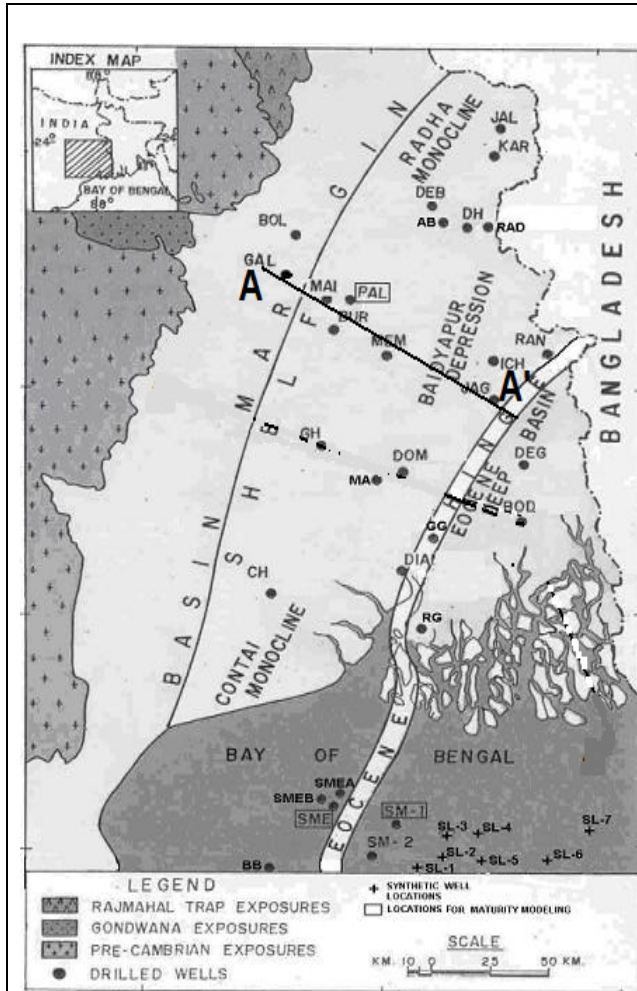 INDEX MAP
88°
INDIA
24°
24°
BAY OF BENGAL
88°
BASIN MARGIN
SHELF
RADHA
MONOCLINE
JAL
KAR
DEB
AB
DH
RAD
BOL
GAL
A
MAI
PAL
BUR
MEM
BAIDYAPUR
DEPRESSION
RAN
ICH
JAG
A'
BANGLADESH
EOCENE HINGE
BASIN
DEEP
GH
DOM
MA
DEG
BOD
GG
DIA
CH
RG
CONTAI
MONOCLINE
BAY OF BENGAL
SMEA
SMEB
SME
SM-1
SM-2
BB
SL-3
SL-4
SL-7
SL-2
SL-5
SL-6
SL-1
LEGEND
RAJMAHAL TRAP EXPOSURES
GONDWANA EXPOSURES
PRE-CAMBRIAN EXPOSURES
DRILLED WELLS
SYNTHETIC WELL
LOCATIONS
LOCATIONS FOR MATURITY MODELING
SCALE
KM. 10 0 25 50 KM.